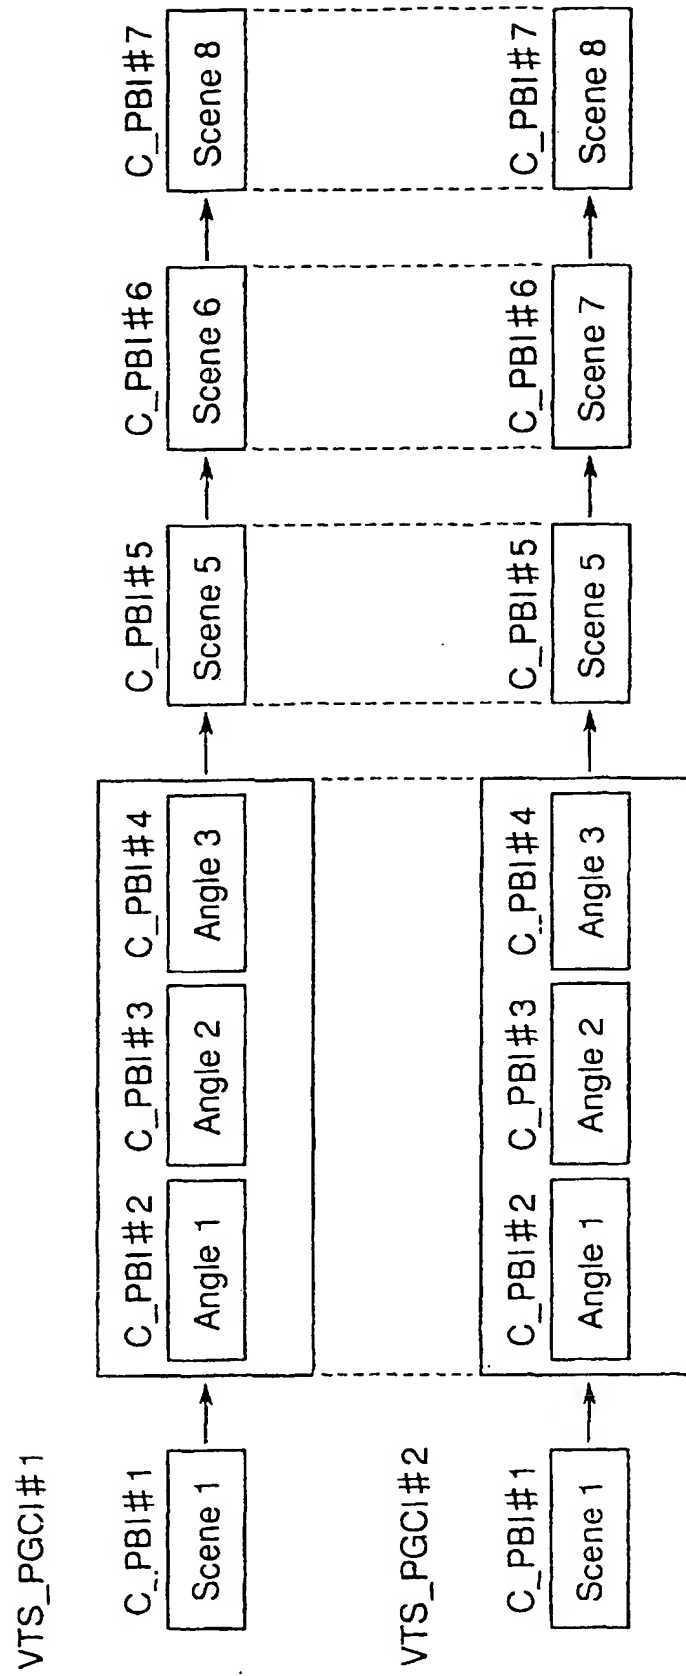 VTS_PGCI#1
C_PBI#1 C_PBI#2 C_PBI#3 C_PBI#4 C_PBI#5 C_PBI#6 C_PBI#7
Scene 1 Angle 1 Angle 2 Angle 3 Scene 5 Scene 6 Scene 8
VTS_PGCI#2
C_PBI#1 C_PBI#2 C_PBI#3 C_PBI#4 C_PBI#5 C_PBI#6 C_PBI#7
Scene 1 Angle 1 Angle 2 Angle 3 Scene 5 Scene 7 Scene 8